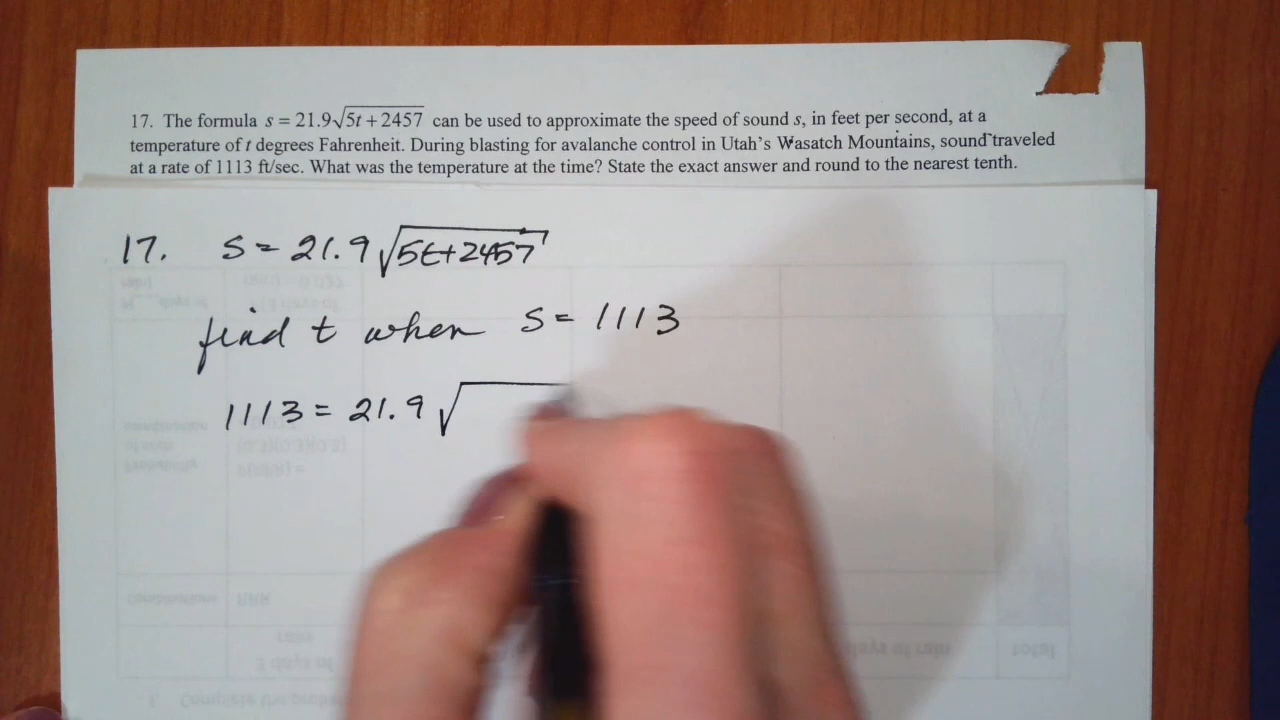 17. The formula s = 21.9√5t + 2457 can be used to approximate the speed of sound s, in feet per second, at a
temperature of t degrees Fahrenheit. During blasting for avalanche control in Utah's Wasatch Mountains, sound traveled
at a rate of 1113 ft/sec. What was the temperature at the time? State the exact answer and round to the nearest tenth.
17. S = 21.9 √5t+2457
find t when S = 1113
1113 = 21.9 √